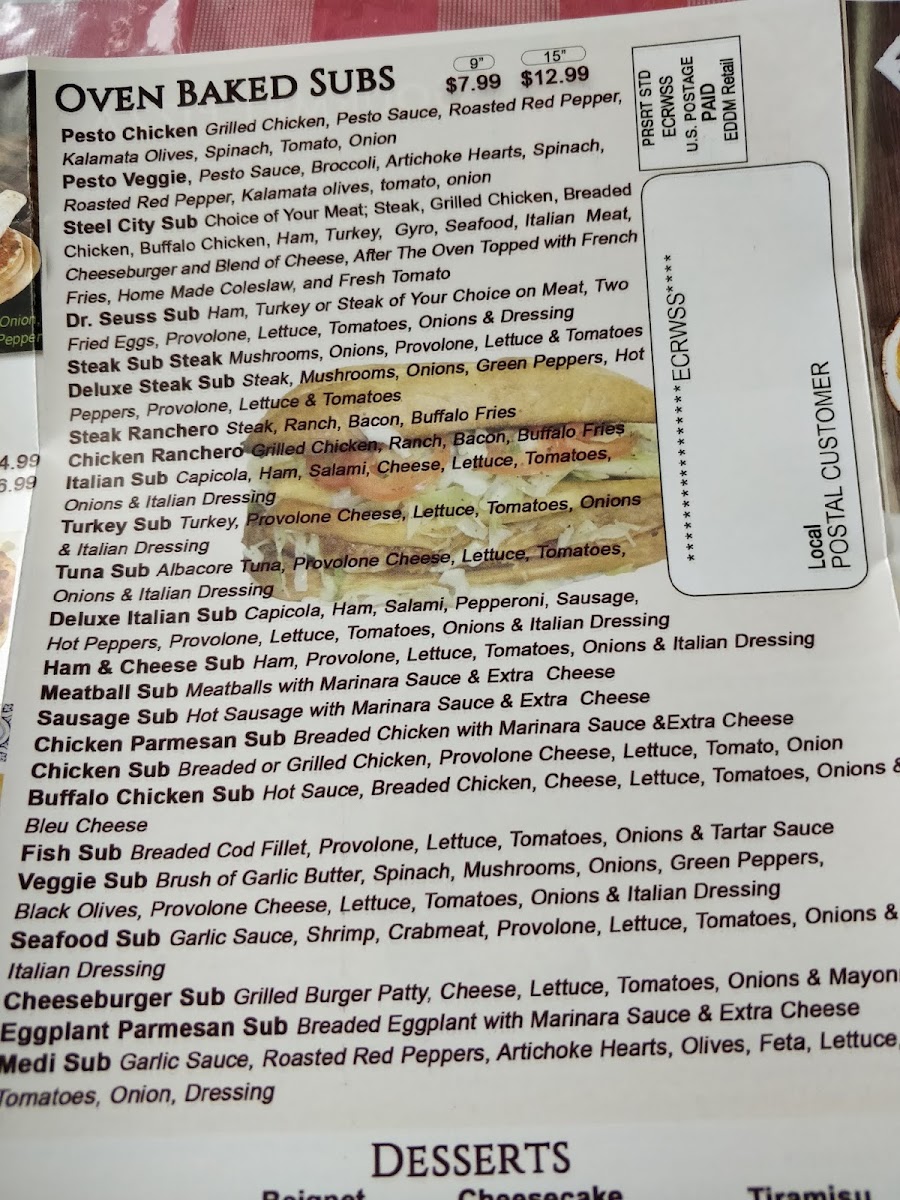 OVEN BAKED SUBS
9" 15"
$7.99 $12.99
Pesto Chicken Grilled Chicken, Pesto Sauce, Roasted Red Pepper,
Kalamata Olives, Spinach, Tomato, Onion
Pesto Veggie, Pesto Sauce, Broccoli, Artichoke Hearts, Spinach,
Roasted Red Pepper, Kalamata olives, tomato, onion
Steel City Sub Choice of Your Meat; Steak, Grilled Chicken, Breaded
Chicken, Buffalo Chicken, Ham, Turkey, Gyro, Seafood, Italian Meat,
Cheeseburger and Blend of Cheese, After The Oven Topped with French
Fries, Home Made Coleslaw, and Fresh Tomato
Dr. Seuss Sub Ham, Turkey or Steak of Your Choice on Meat, Two
Fried Eggs, Provolone, Lettuce, Tomatoes, Onions & Dressing
Steak Sub Steak Mushrooms, Onions, Provolone, Lettuce & Tomatoes
Deluxe Steak Sub Steak, Mushrooms, Onions, Green Peppers, Hot
Peppers, Provolone, Lettuce & Tomatoes
Steak Ranchero Steak, Ranch, Bacon, Buffalo Fries
Chicken Ranchero Grilled Chicken, Ranch, Bacon, Buffalo Fries
Italian Sub Capicola, Ham, Salami, Cheese, Lettuce, Tomatoes,
Onions & Italian Dressing
Turkey Sub Turkey, Provolone Cheese, Lettuce, Tomatoes, Onions
& Italian Dressing
Tuna Sub Albacore Tuna, Provolone Cheese, Lettuce, Tomatoes,
Onions & Italian Dressing
Deluxe Italian Sub Capicola, Ham, Salami, Pepperoni, Sausage,
Hot Peppers, Provolone, Lettuce, Tomatoes, Onions & Italian Dressing
Ham & Cheese Sub Ham, Provolone, Lettuce, Tomatoes, Onions & Italian Dressing
Meatball Sub Meatballs with Marinara Sauce & Extra Cheese
Sausage Sub Hot Sausage with Marinara Sauce & Extra Cheese
Chicken Parmesan Sub Breaded Chicken with Marinara Sauce &Extra Cheese
Chicken Sub Breaded or Grilled Chicken, Provolone Cheese, Lettuce, Tomato, Onion
Buffalo Chicken Sub Hot Sauce, Breaded Chicken, Cheese, Lettuce, Tomatoes, Onions &
Bleu Cheese
Fish Sub Breaded Cod Fillet, Provolone, Lettuce, Tomatoes, Onions & Tartar Sauce
Veggie Sub Brush of Garlic Butter, Spinach, Mushrooms, Onions, Green Peppers,
Black Olives, Provolone Cheese, Lettuce, Tomatoes, Onions & Italian Dressing
Seafood Sub Garlic Sauce, Shrimp, Crabmeat, Provolone, Lettuce, Tomatoes, Onions &
Italian Dressing
Cheeseburger Sub Grilled Burger Patty, Cheese, Lettuce, Tomatoes, Onions & Mayon
Eggplant Parmesan Sub Breaded Eggplant with Marinara Sauce & Extra Cheese
Medi Sub Garlic Sauce, Roasted Red Peppers, Artichoke Hearts, Olives, Feta, Lettuce,
Tomatoes, Onion, Dressing
DESSERTS
Beignet Cheesecake Tiramisu
PRSRT STD
ECRWSS
U.S. POSTAGE
PAID
EDDM Retail
******************ECRWSS****
Local
POSTAL CUSTOMER
Onion,
Pepper
4.99
6.99